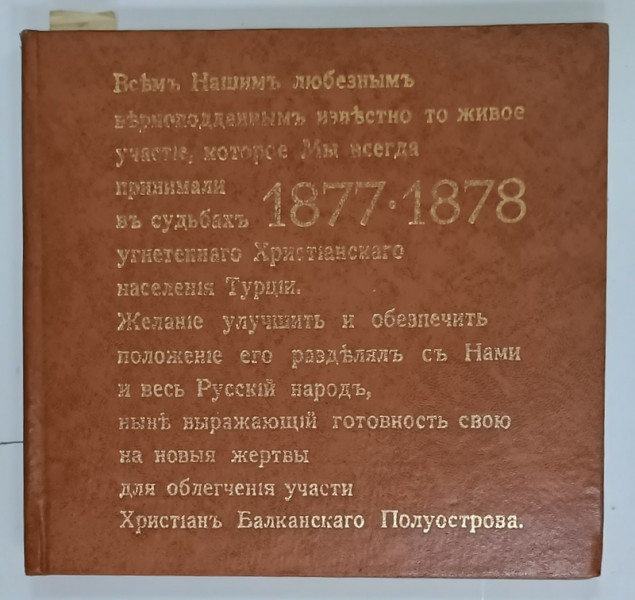 Всѣмъ Нашимъ любезнымъ
вѣрноподданнымъ извѣстно то живое
участіе, которое Мы всегда
принимали
въ судьбахъ
1877·1878
угнетеннаго Христіанскаго
населенія Турціи.
Желаніе улучшить и обезпечить
положеніе его раздѣлялъ съ Нами
и весь Русскій народъ,
нынѣ выражающій готовность свою
на новыя жертвы
для облегченія участи
Христіанъ Балканскаго Полуострова.